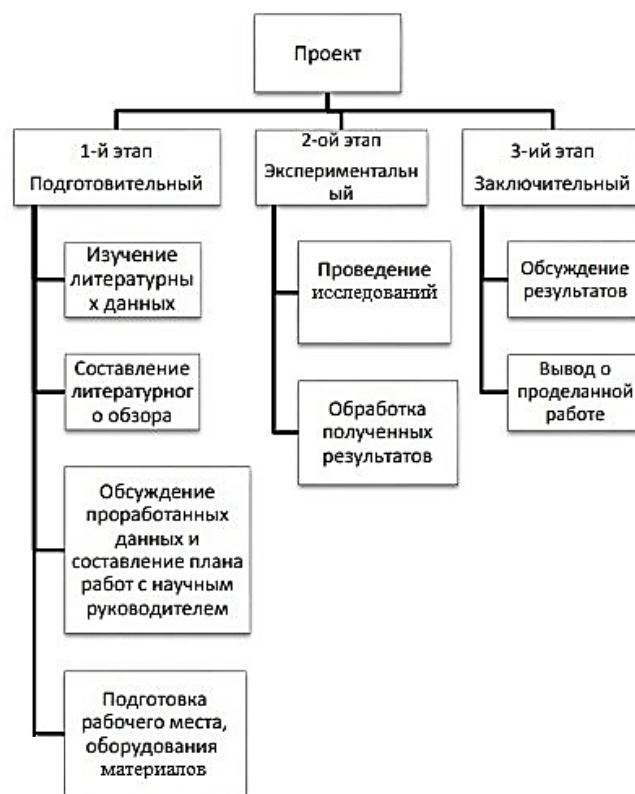 Проект
1-й этап
Подготовительный
Изучение
литературны
х данных
Составление
литературног
о обзора
Обсуждение
проработанных
данных и
составление плана
работ с научным
руководителем
Подготовка
рабочего места,
оборудования
материалов
2-ой этап
Экспериментальн
ый
Проведение
исследований
Обработка
полученных
результатов
3-ий этап
Заключительный
Обсуждение
результатов
Вывод о
проделанной
работе